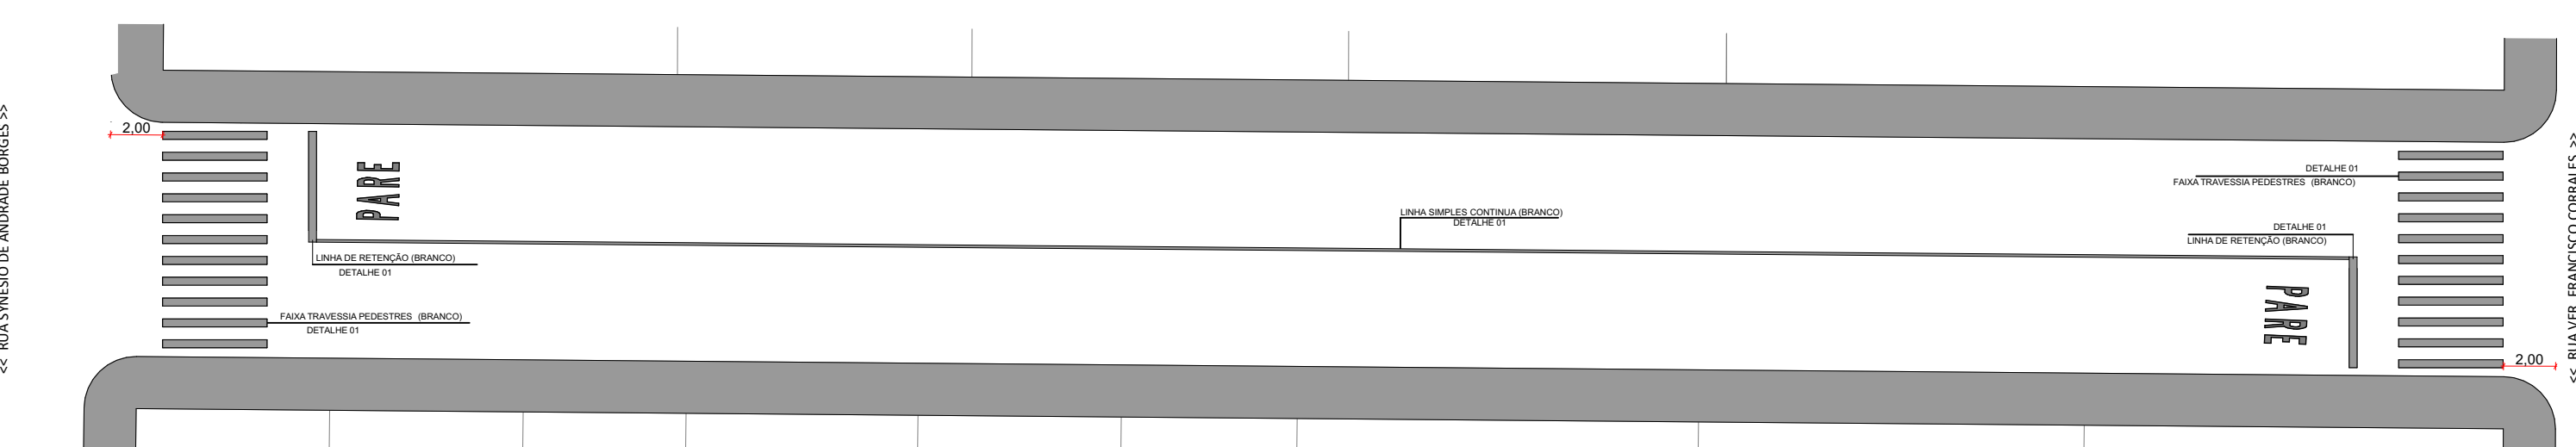 << RUA SYNESIO DE ANDRADE BORGES >>
2,00
PARE
LINHA DE RETENÇÃO (BRANCO)
DETALHE 01
FAIXA TRAVESSIA PEDESTRES (BRANCO)
DETALHE 01
LINHA SIMPLES CONTINUA (BRANCO)
DETALHE 01
DETALHE 01
FAIXA TRAVESSIA PEDESTRES (BRANCO)
DETALHE 01
LINHA DE RETENÇÃO (BRANCO)
PARE
2,00
<< RUA VER. FRANCISCO CORRALES >>